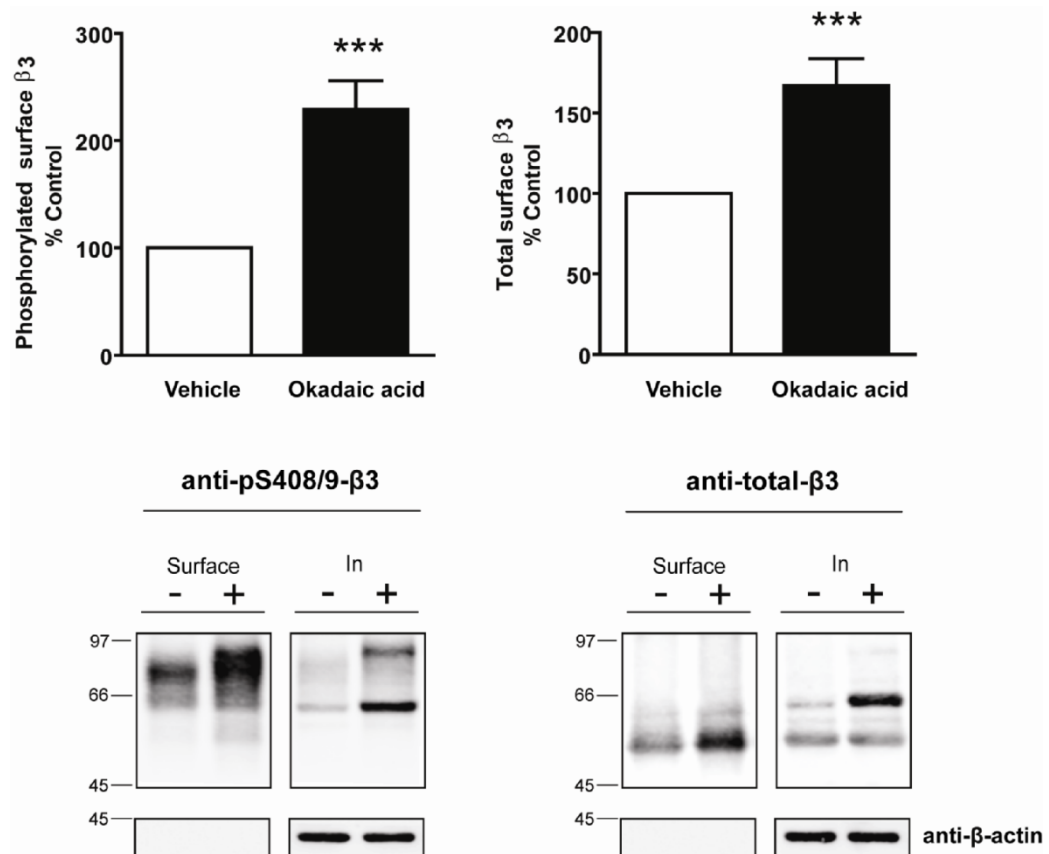 Phosphorylated surface β3
% Control
300
200
100
0
***
Vehicle
Okadaic acid
Total surface β3
% Control
200
150
100
50
0
***
Vehicle
Okadaic acid
anti-pS408/9-β3
Surface
In
- +
- +
97
66
45
45
anti-total-β3
Surface
In
- +
- +
97
66
45
45
anti-β-actin